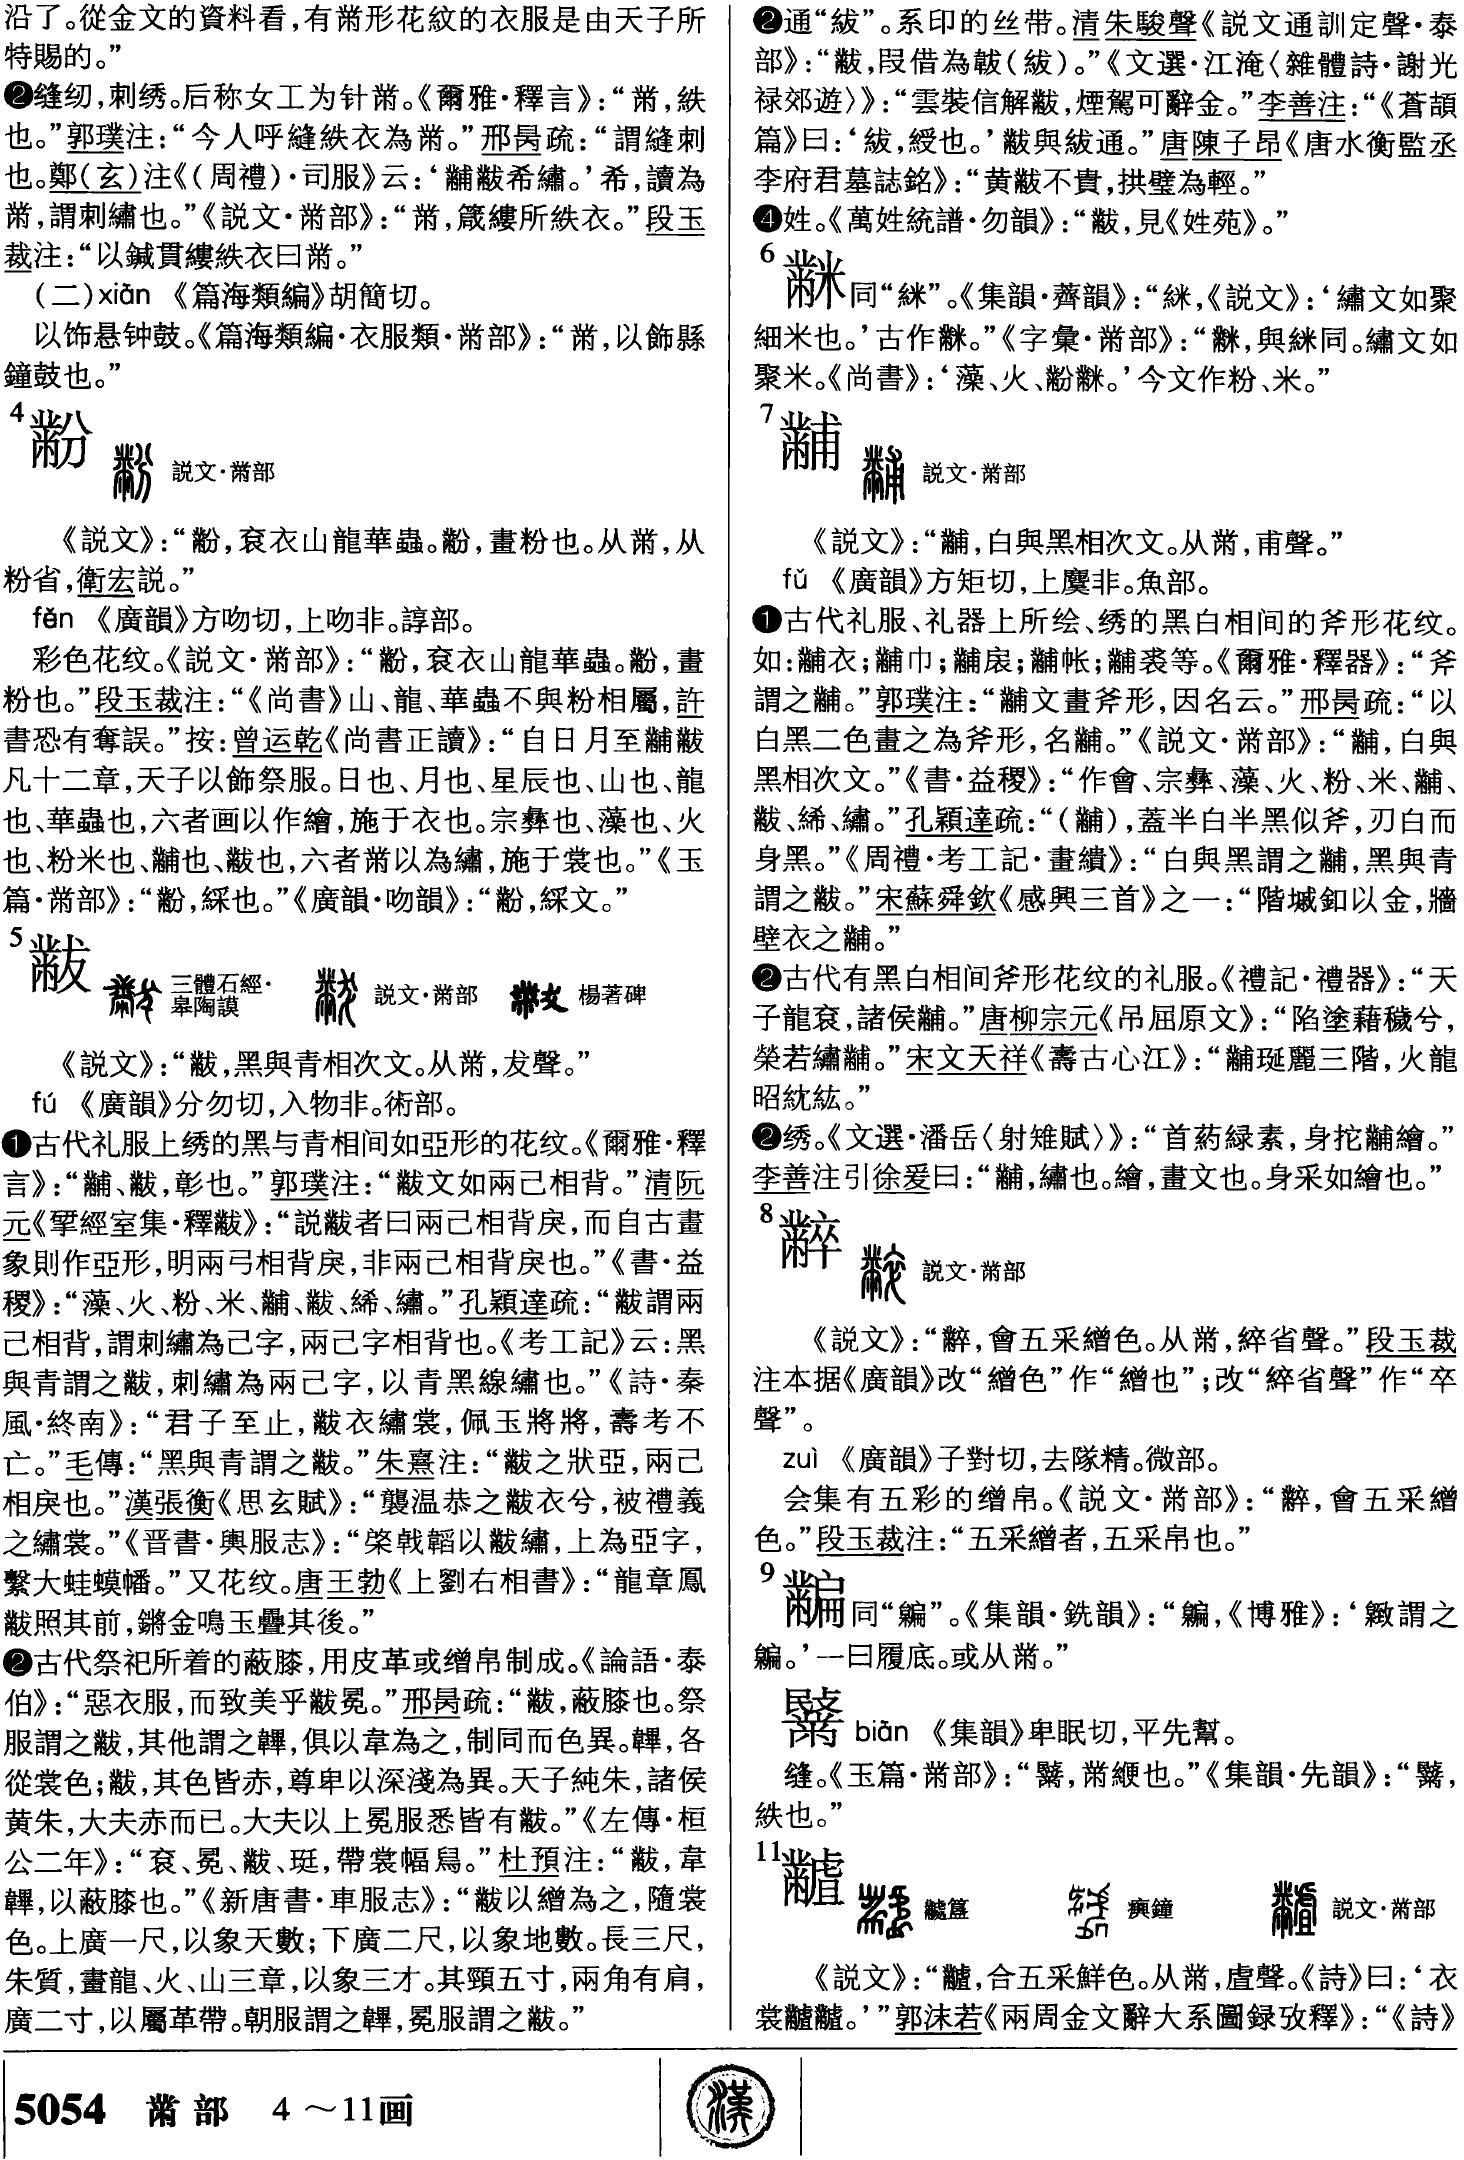 沿了。從金文的資料看,有黹形花紋的衣服是由天子所
特賜的。”
❷缝纫,刺绣。后称女工为针黹。《爾雅·釋言》:“黹,紩
也。”郭璞注:“今人呼縫紩衣為黹。”邢昺疏:“謂縫刺
也。鄭(玄)注《(周禮)·司服》云:‘黼黻希繡。’希,讀為
黹,謂刺繡也。”《説文·黹部》:“黹,箴縷所紩衣。”段玉
裁注:“以鍼貫縷紩衣曰黹。”
(二)xiǎn 《篇海類編》胡簡切。
以饰悬钟鼓。《篇海類編·衣服類·黹部》:“黹,以飾縣
鐘鼓也。”
4
黺 説文·黹部
《説文》:“黺,衮衣山龍華蟲。黺,畫粉也。从黹,从
粉省,衛宏説。”
fěn 《廣韻》方吻切,上吻非。諄部。
彩色花纹。《説文·黹部》:“黺,衮衣山龍華蟲。黺,畫
粉也。”段玉裁注:“《尚書》山、龍、華蟲不與粉相屬,許
書恐有奪誤。”按:曾运乾《尚書正讀》:“自日月至黼黻
凡十二章,天子以飾祭服。日也、月也、星辰也、山也、龍
也、華蟲也,六者画以作繪,施于衣也。宗彝也、藻也、火
也、粉米也、黼也、黻也,六者黹以為繡,施于裳也。”《玉
篇·黹部》:“黺,綵也。”《廣韻·吻韻》:“黺,綵文。”
5
黻 三體石經·皋陶謨 説文·黹部 楊著碑
《説文》:“黻,黑與青相次文。从黹,犮聲。”
fú 《廣韻》分勿切,入物非。術部。
❶古代礼服上绣的黑与青相间如亞形的花纹。《爾雅·釋
言》:“黼、黻,彰也。”郭璞注:“黻文如兩己相背。”清阮
元《揅經室集·釋黻》:“説黻者曰兩己相背戾,而自古畫
象則作亞形,明兩弓相背戾,非兩己相背戾也。”《書·益
稷》:“藻、火、粉、米、黼、黻、絺、繡。”孔穎達疏:“黻謂兩
己相背,謂刺繡為己字,兩己字相背也。《考工記》云:黑
與青謂之黻,刺繡為兩己字,以青黑線繡也。”《詩·秦
風·終南》:“君子至止,黻衣繡裳,佩玉將將,壽考不
亡。”毛傳:“黑與青謂之黻。”朱熹注:“黻之狀亞,兩己
相戾也。”漢張衡《思玄賦》:“襲温恭之黻衣兮,被禮義
之繡裳。”《晋書·輿服志》:“棨戟韜以黻繡,上為亞字,
繫大蛙蟆幡。”又花纹。唐王勃《上劉右相書》:“龍章鳳
黻照其前,鏘金鳴玉疊其後。”
❷古代祭祀所着的蔽膝,用皮革或缯帛制成。《論語·泰
伯》:“惡衣服,而致美乎黻冕。”邢昺疏:“黻,蔽膝也。祭
服謂之黻,其他謂之韠,俱以韋為之,制同而色異。韠,各
從裳色;黻,其色皆赤,尊卑以深淺為異。天子純朱,諸侯
黄朱,大夫赤而已。大夫以上冕服悉皆有黻。”《左傳·桓
公二年》:“衮、冕、黻、珽,帶裳幅舄。”杜預注:“黻,韋
韠,以蔽膝也。”《新唐書·車服志》:“黻以繒為之,隨裳
色。上廣一尺,以象天數;下廣二尺,以象地數。長三尺,
朱質,畫龍、火、山三章,以象三才。其頸五寸,兩角有肩,
廣二寸,以屬革帶。朝服謂之韠,冕服謂之黻。”
❷通“紱”。系印的丝带。清朱駿聲《説文通訓定聲·泰
部》:“黻,叚借為韍(紱)。”《文選·江淹〈雜體詩·謝光
禄郊遊〉》:“雲裝信解黻,煙駕可辭金。”李善注:“《蒼頡
篇》曰:‘紱,綬也。’黻與紱通。”唐陳子昂《唐水衡監丞
李府君墓誌銘》:“黄黻不貴,拱璧為輕。”
❹姓。《萬姓統譜·勿韻》:“黻,見《姓苑》。”
6
䋛同“絖”。《集韻·薺韻》:“絖,《説文》:‘繡文如聚
細米也。’古作𪓋。”《字彙·黹部》:“𪓋,與絖同。繡文如
聚米。《尚書》:‘藻、火、黺𪓋。’今文作粉、米。”
7
黼 説文·黹部
《説文》:“黼,白與黑相次文。从黹,甫聲。”
fǔ 《廣韻》方矩切,上麌非。魚部。
❶古代礼服、礼器上所绘、绣的黑白相间的斧形花纹。
如:黼衣;黼巾;黼扆;黼帐;黼裘等。《爾雅·釋器》:“斧
謂之黼。”郭璞注:“黼文畫斧形,因名云。”邢昺疏:“以
白黑二色畫之為斧形,名黼。”《説文·黹部》:“黼,白與
黑相次文。”《書·益稷》:“作會、宗彝、藻、火、粉、米、黼、
黻、絺、繡。”孔穎達疏:“(黼),蓋半白半黑似斧,刃白而
身黑。”《周禮·考工記·畫繢》:“白與黑謂之黼,黑與青
謂之黻。”宋蘇舜欽《感興三首》之一:“階墄釦以金,牆
壁衣之黼。”
❷古代有黑白相间斧形花纹的礼服。《禮記·禮器》:“天
子龍衮,諸侯黼。”唐柳宗元《吊屈原文》:“陷塗藉穢兮,
榮若繡黼。”宋文天祥《壽古心江》:“黼珽麗三階,火龍
昭紞紘。”
❷绣。《文選·潘岳〈射雉賦〉》:“首葯緑素,身拕黼繪。”
李善注引徐爰曰:“黼,繡也。繪,畫文也。身采如繪也。”
8
䘹 説文·黹部
《説文》:“,會五采繒色。从黹,綷省聲。”段玉裁
注本据《廣韻》改“繒色”作“繒也”;改“綷省聲”作“卒
聲”。
zuì 《廣韻》子對切,去隊精。微部。
会集有五彩的缯帛。《説文·黹部》:“,會五采繒
色。”段玉裁注:“五采繒者,五采帛也。”
9
同“”。《集韻·銑韻》:“,《博雅》:‘緻謂之
。’一曰履底。或从黹。”
biān 《集韻》卑眠切,平先幫。
缝。《玉篇·黹部》:“,黹緶也。”《集韻·先韻》:“,
紩也。”
11
 簋 㾓鐘 説文·黹部
《説文》:“,合五采鮮色。从黹,虘聲。《詩》曰:‘衣
裳。’”郭沫若《兩周金文辭大系圖録攷釋》:“《詩》
5054 黹部 4～11画
漢